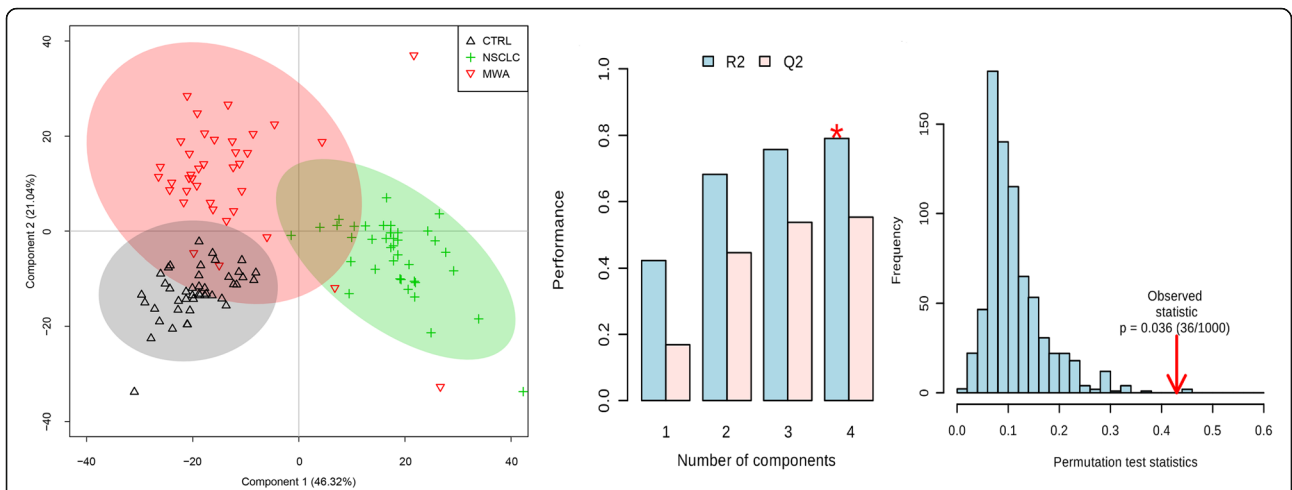 CTRL
NSCLC
MWA
40
20
0
−20
−40
Component 2 (21.04%)
−40
−20
0
20
40
Component 1 (46.32%)
R2
Q2
1.0
0.8
0.6
0.4
0.2
0.0
Performance
*
1
2
3
4
Number of components
150
100
50
0
Frequency
Observed
statistic
p = 0.036 (36/1000)
0.0
0.1
0.2
0.3
0.4
0.5
0.6
Permutation test statistics